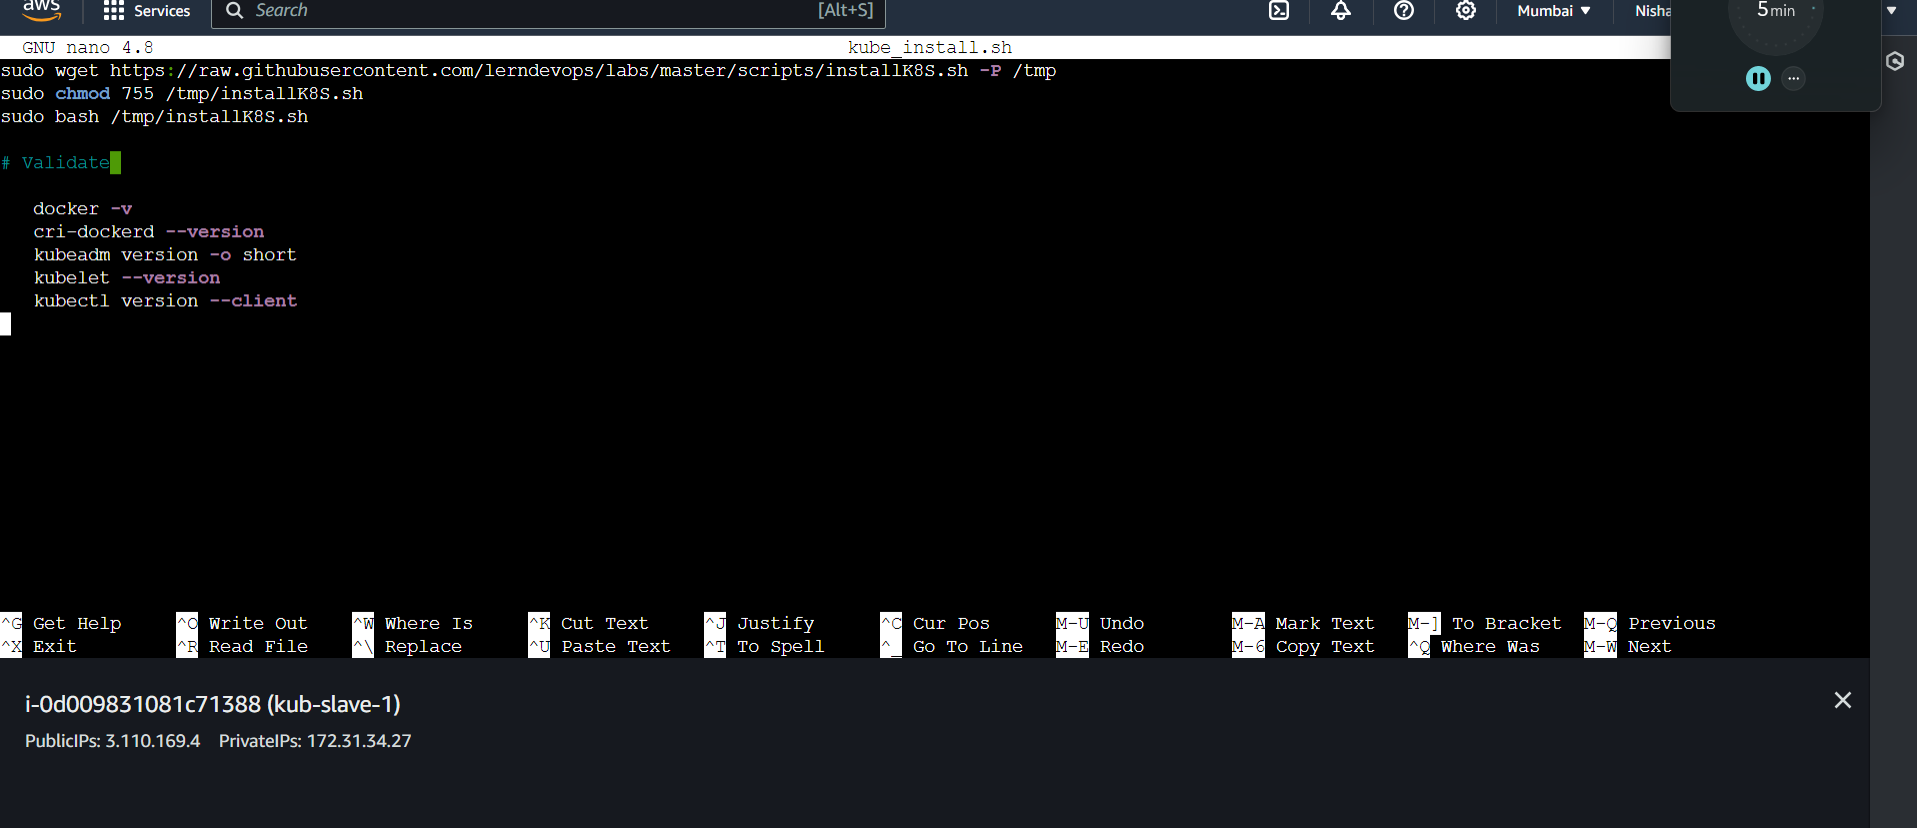 aws Services Search [Alt+S] Mumbai Nisha 5 min
GNU nano 4.8 kube_install.sh
sudo wget https://raw.githubusercontent.com/lerndevops/labs/master/scripts/installK8S.sh -P /tmp
sudo chmod 755 /tmp/installK8S.sh
sudo bash /tmp/installK8S.sh
# Validate
docker -v
cri-dockerd --version
kubeadm version -o short
kubelet --version
kubectl version --client
^G Get Help ^O Write Out ^W Where Is ^K Cut Text ^J Justify ^C Cur Pos M-U Undo M-A Mark Text M-] To Bracket M-Q Previous
^X Exit ^R Read File ^\ Replace ^U Paste Text ^T To Spell ^_ Go To Line M-E Redo M-6 Copy Text ^Q Where Was M-W Next
i-0d009831081c71388 (kub-slave-1)
PublicIPs: 3.110.169.4 PrivateIPs: 172.31.34.27